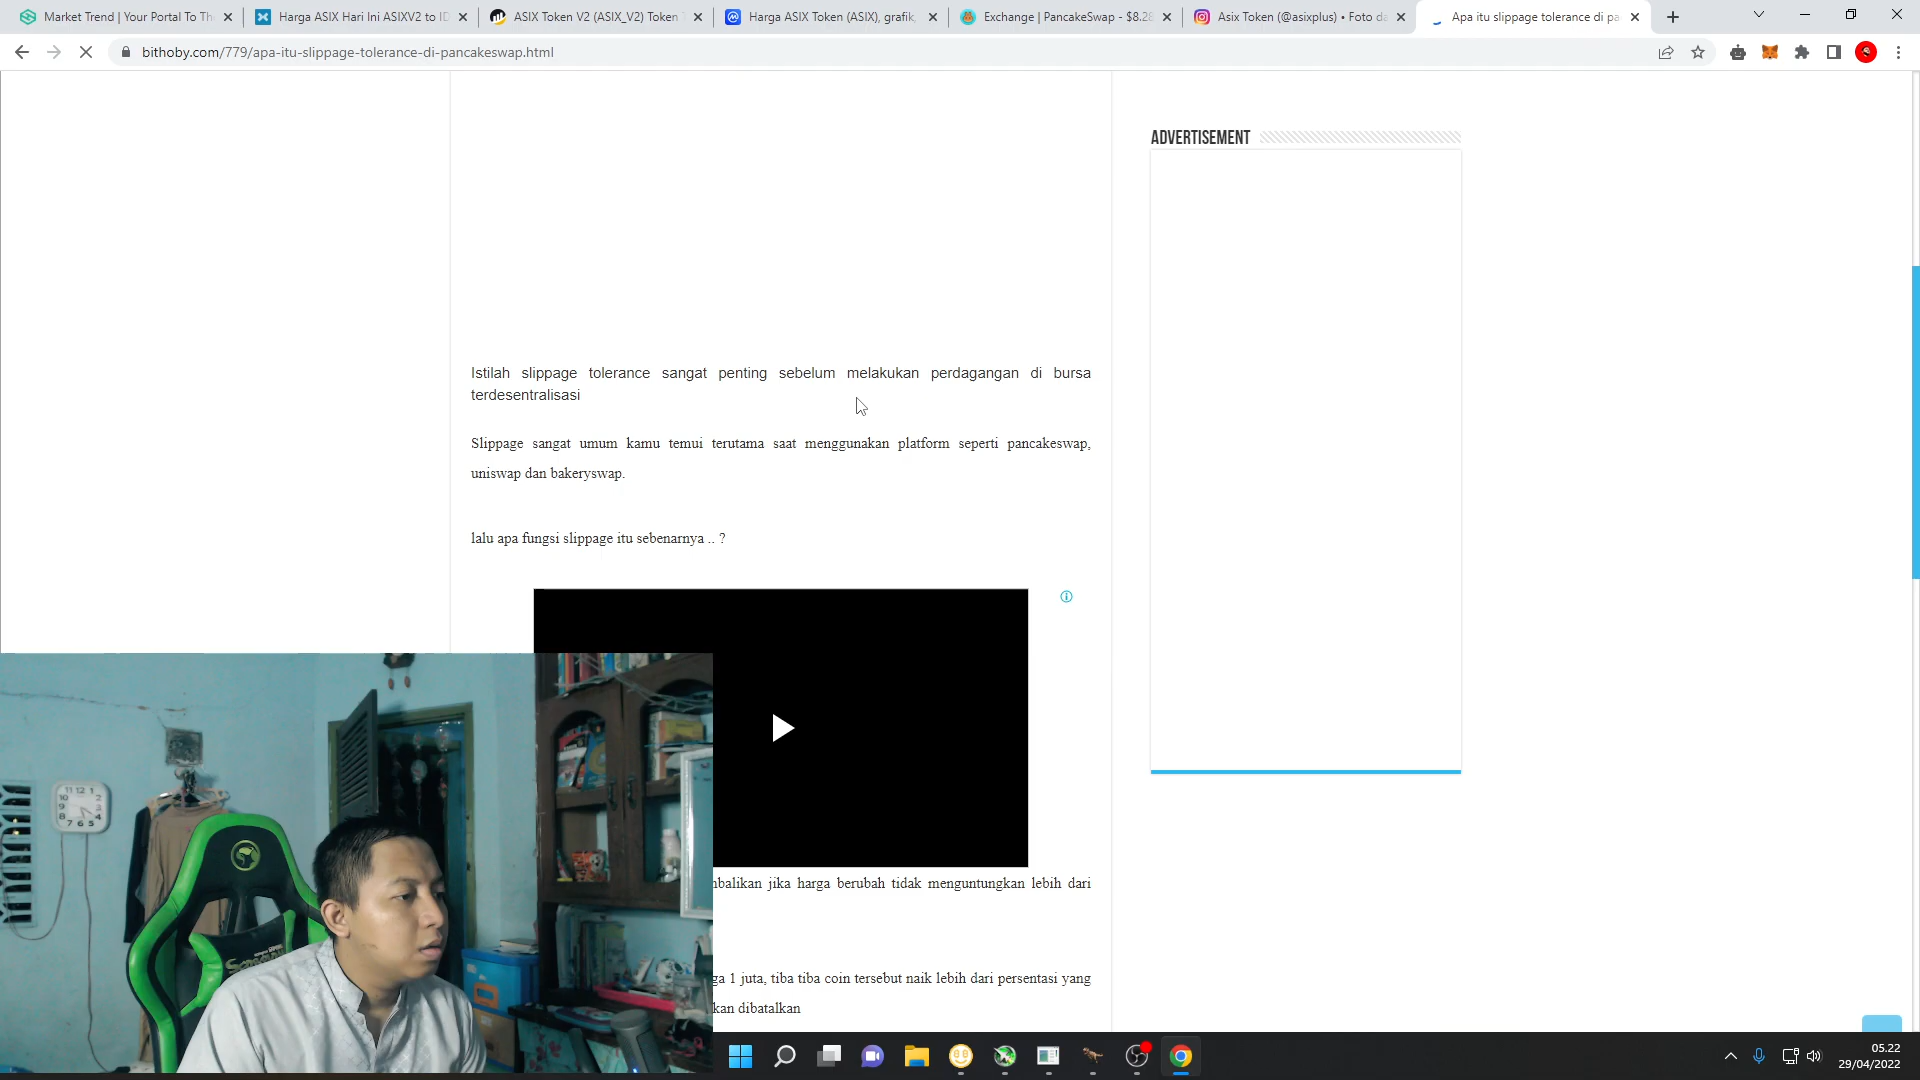 Market Trend | Your Portal To Th
Harga ASIX Hari Ini ASIXV2 to ID
ASIX Token V2 (ASIX_V2) Token
Harga ASIX Token (ASIX), grafik,
Exchange | PancakeSwap - $8.28
Asix Token (@asixplus) • Foto da
Apa itu slippage tolerance di pa
bithoby.com/779/apa-itu-slippage-tolerance-di-pancakeswap.html
ADVERTISEMENT
Istilah slippage tolerance sangat penting sebelum melakukan perdagangan di bursa
terdesentralisasi
Slippage sangat umum kamu temui terutama saat menggunakan platform seperti pancakeswap,
uniswap dan bakeryswap.
lalu apa fungsi slippage itu sebenarnya .. ?
mbalikan jika harga berubah tidak menguntungkan lebih dari
ga 1 juta, tiba tiba coin tersebut naik lebih dari persentasi yang
kan dibatalkan
05.22
29/04/2022